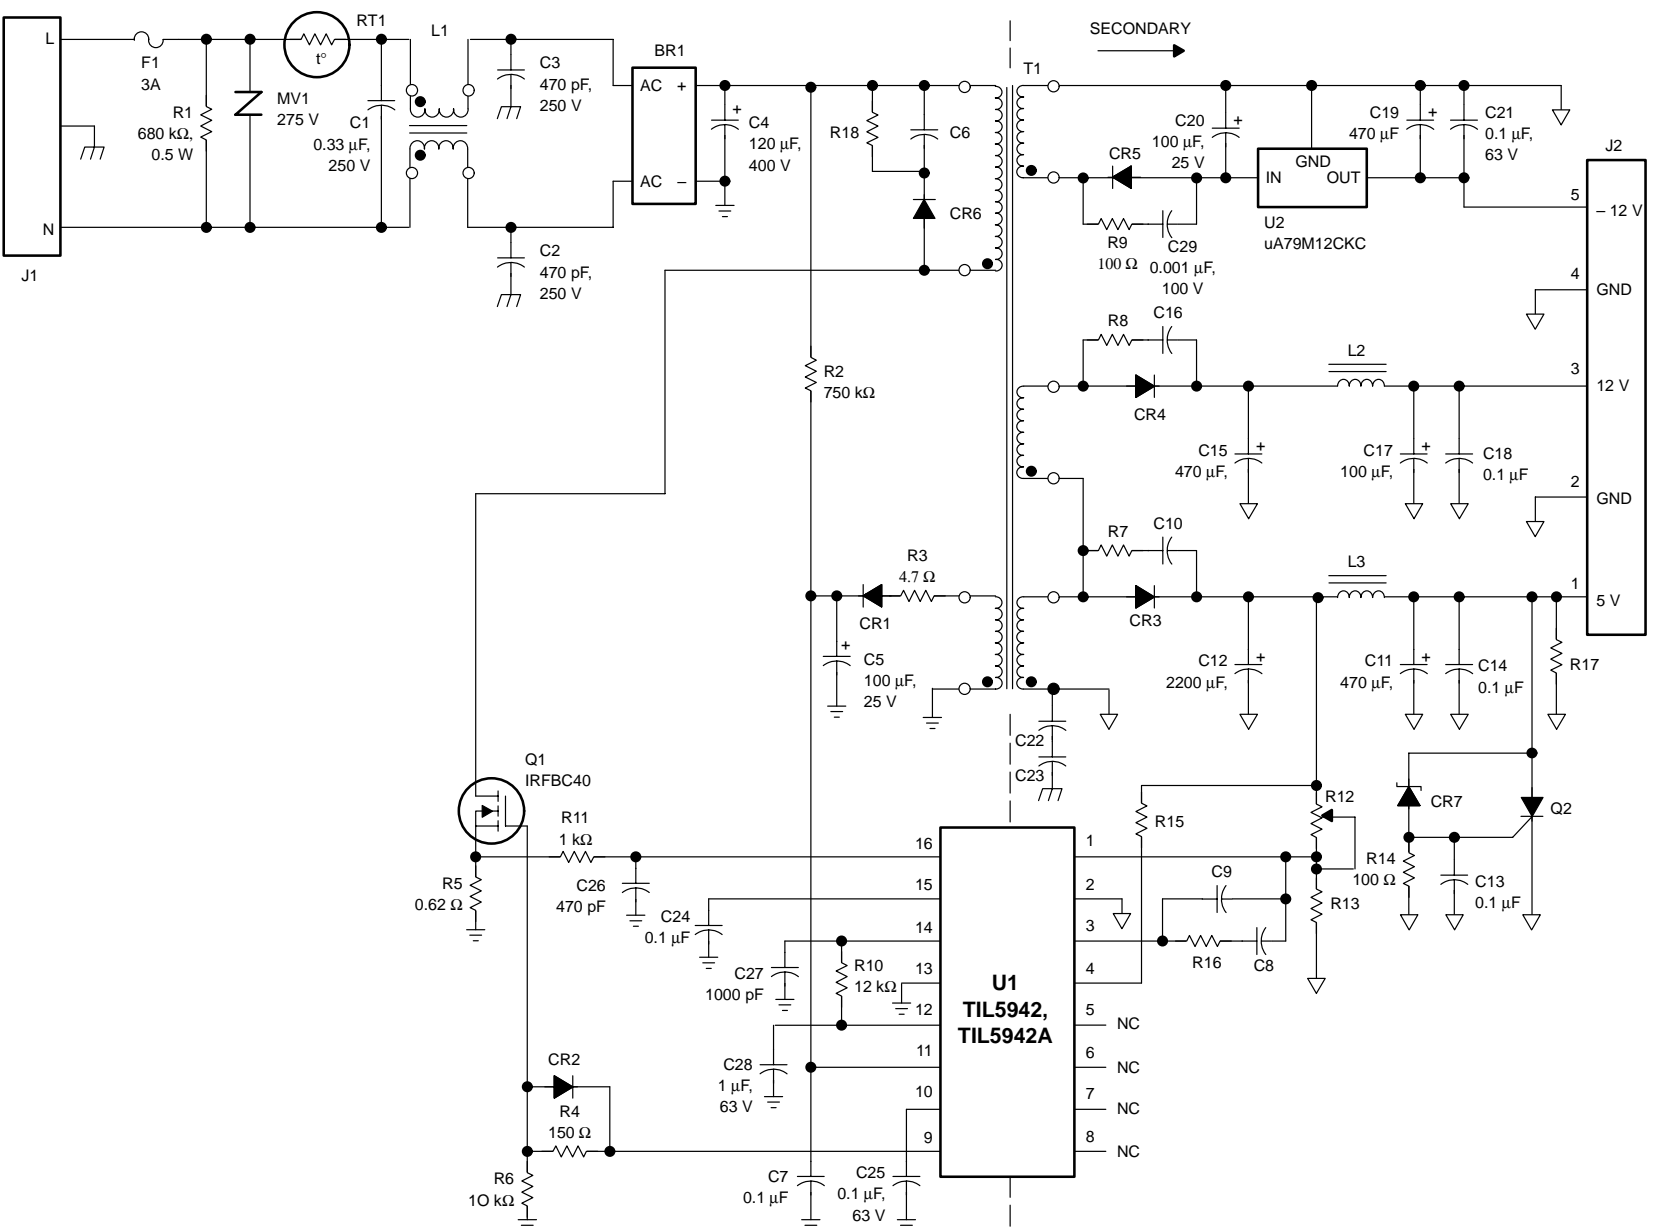 SECONDARY
L
F1
3A
R1
680 kΩ,
0.5 W
MV1
275 V
RT1
t°
C1
0.33 μF,
250 V
L1
C3
470 pF,
250 V
C2
470 pF,
250 V
N
J1
BR1
AC +
AC –
C4
120 μF,
400 V
R18
C6
CR6
T1
CR5
R9
100 Ω
C29
0.001 μF,
100 V
C20
100 μF,
25 V
GND
IN
OUT
U2
uA79M12CKC
C19
470 μF
C21
0.1 μF,
63 V
J2
5
– 12 V
4
GND
3
12 V
2
GND
1
5 V
R2
750 kΩ
R8
C16
CR4
L2
C15
470 μF,
C17
100 μF,
C18
0.1 μF
R7
C10
CR3
L3
C12
2200 μF,
C11
470 μF,
C14
0.1 μF
R17
R3
4.7 Ω
CR1
C5
100 μF,
25 V
C22
C23
Q1
IRFBC40
R11
1 kΩ
R5
0.62 Ω
C26
470 pF
C24
0.1 μF
C27
1000 pF
R10
12 kΩ
C28
1 μF,
63 V
CR2
R4
150 Ω
R6
1O kΩ
C7
0.1 μF
C25
0.1 μF,
63 V
16
15
14
13
12
11
10
9
U1
TIL5942,
TIL5942A
1
2
3
4
5
NC
6
NC
7
NC
8
NC
R15
R12
R13
C9
R16
C8
CR7
Q2
R14
100 Ω
C13
0.1 μF